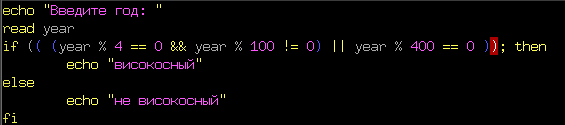 echo "Введите год: "
read year
if (( (year % 4 == 0 && year % 100 != 0) || year % 400 == 0 )); then
echo "високосный"
else
echo "не високосный"
fi